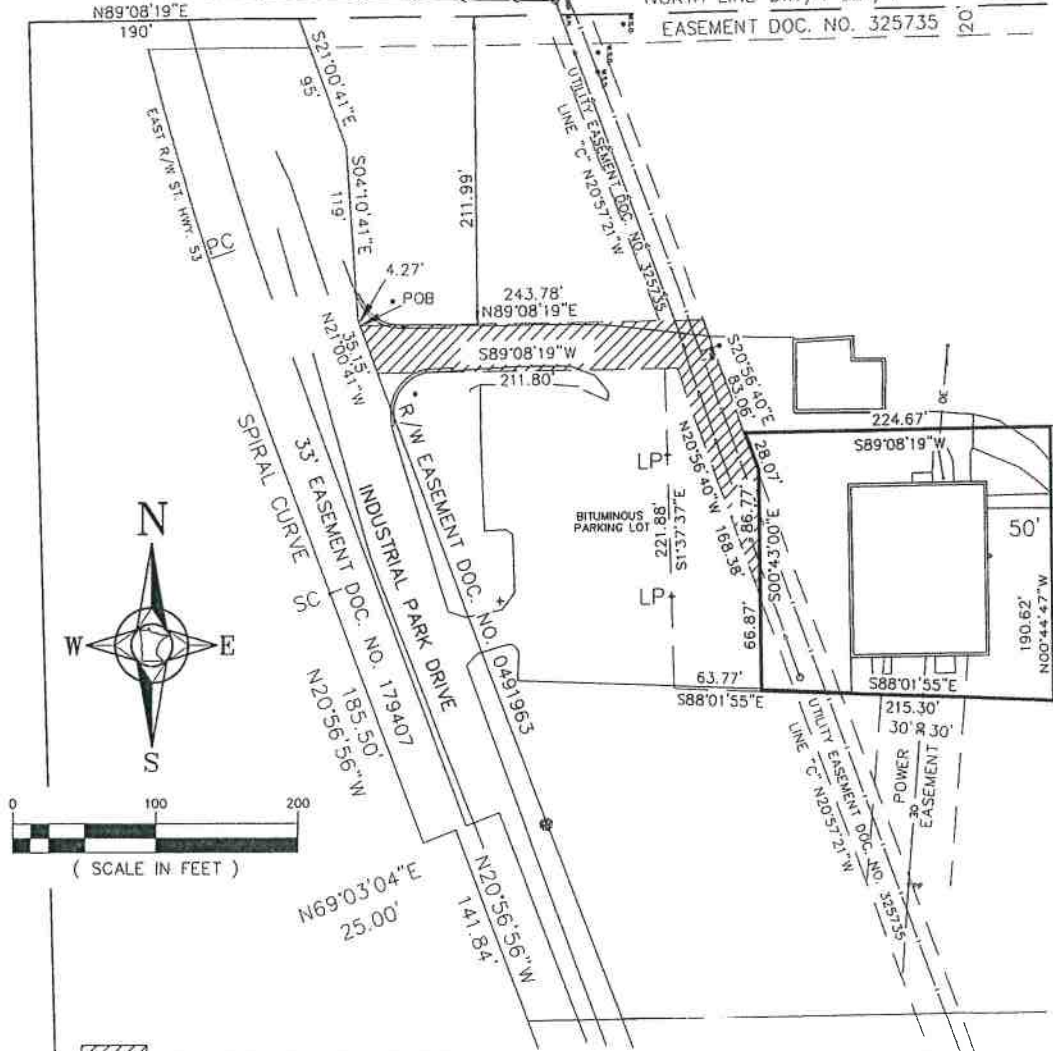 N89°08'19"E
190'
EASEMENT DOC. NO. 325735
20'
S21°00'41"E
95'
EAST R/W ST. HWY. 53
S04°10'41"E
119'
211.99'
UTILITY EASEMENT DOC. NO. 325735
LINE "C" N20°57'21"W
PC
4.27'
POB
243.78'
N89°08'19"E
35.15'
N21°00'41"W
S89°08'19"W
211.80'
S20°56'40"E
83.06'
224.67'
S89°08'19"W
28.07'
R/W EASEMENT DOC. NO. 0491963
SPIRAL CURVE
33' EASEMENT DOC. NO. 179407
INDUSTRIAL PARK DRIVE
LP
N20°56'40"W 168.38'
BITUMINOUS
PARKING LOT
221.88'
S1°37'37"E
86.77'
S00°43'00"E
OE
50'
190.62'
N00°44'47"W
N
W
E
S
SC
LP
66.87'
63.77'
S88°01'55"E
S88°01'55"E
215.30'
30' 30'
POWER
EASEMENT
185.50'
N20°56'56"W
UTILITY EASEMENT DOC. NO. 325735
LINE "C" N20°57'21"W
0
100
200
( SCALE IN FEET )
N69°03'04"E
25.00'
N20°56'56"W
141.84'